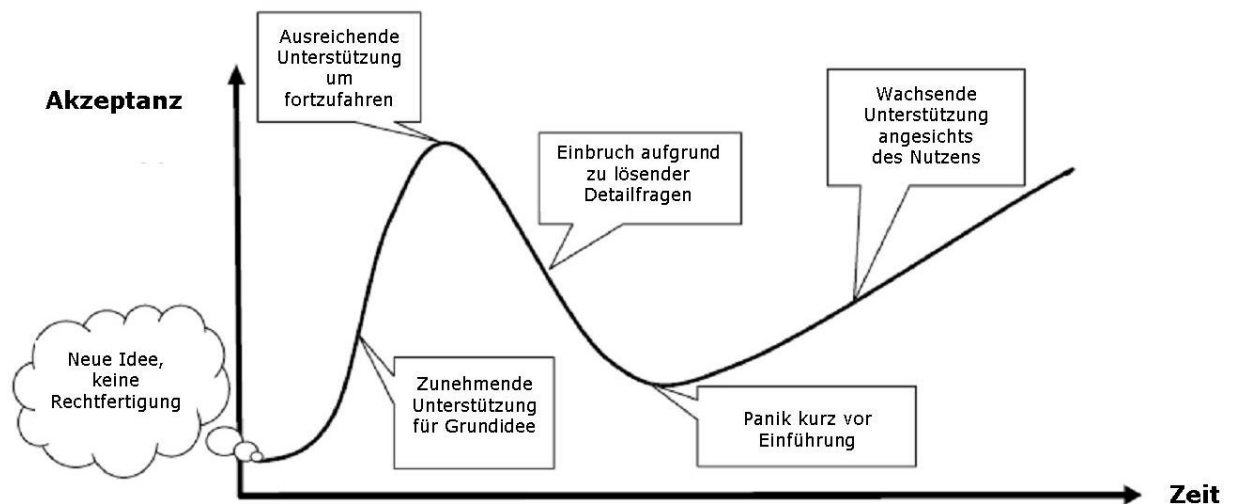 Akzeptanz
Ausreichende
Unterstützung
um
fortzufahren
Einbruch aufgrund
zu lösender
Detailfragen
Wachsende
Unterstützung
angesichts
des Nutzens
Neue Idee,
keine
Rechtfertigung
Zunehmende
Unterstützung
für Grundidee
Panik kurz vor
Einführung
Zeit